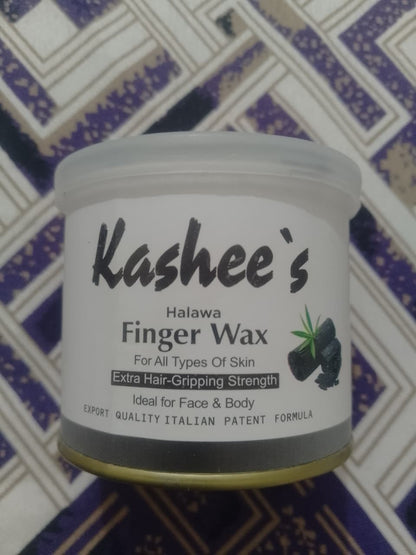 Kashee`s
Halawa
Finger Wax
For All Types Of Skin
Extra Hair-Gripping Strength
Ideal for Face & Body
EXPORT QUALITY ITALIAN PATENT FORMULA